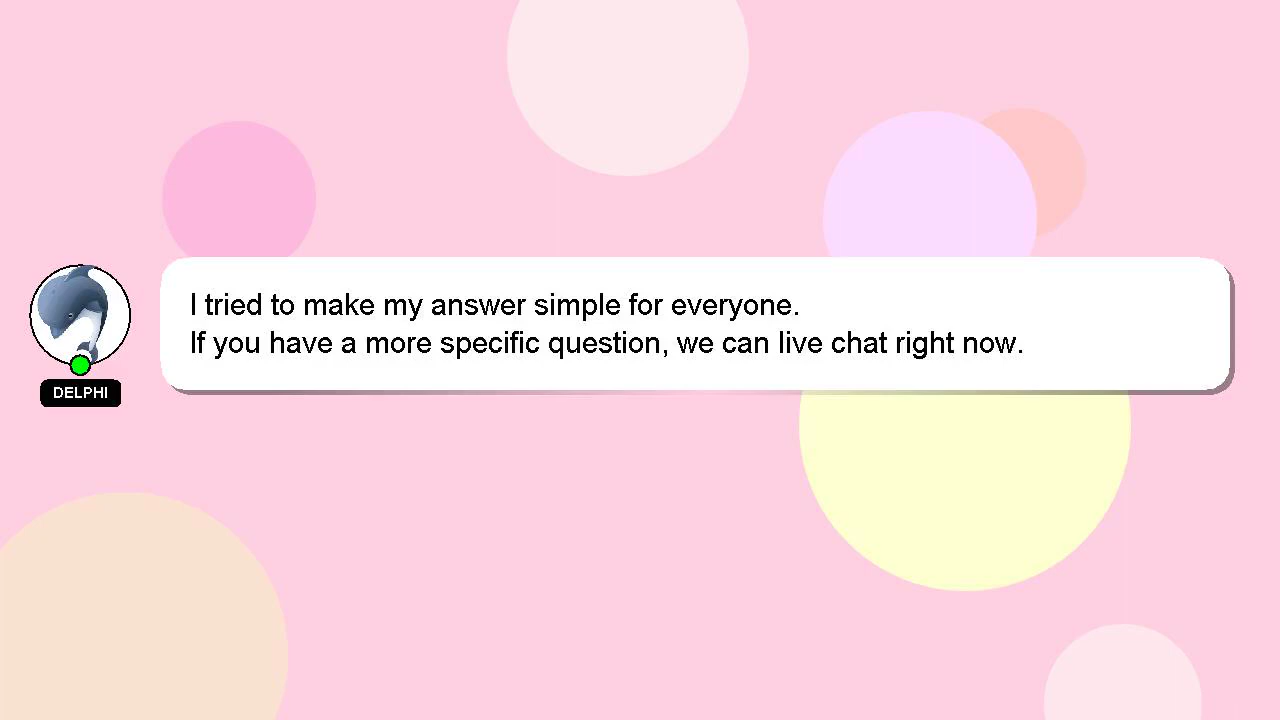 I tried to make my answer simple for everyone.
If you have a more specific question, we can live chat right now.
DELPHI